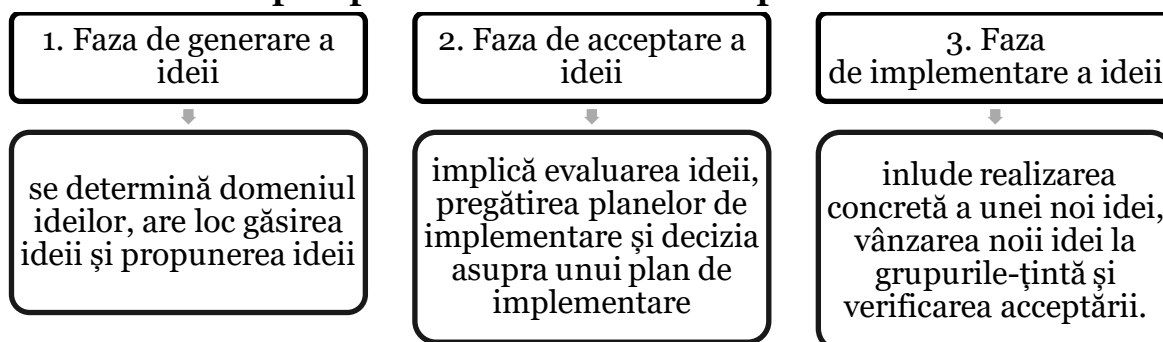 1. Faza de generare a
ideii
se determină domeniul
ideilor, are loc găsirea
ideii și propunerea ideii
2. Faza de acceptare a
ideii
implică evaluarea ideii,
pregătirea planelor de
implementare și decizia
asupra unui plan de
implementare
3. Faza
de implementare a ideii
inlude realizarea
concretă a unei noi idei,
vânzarea noii idei la
grupurile-țintă și
verificarea acceptării.